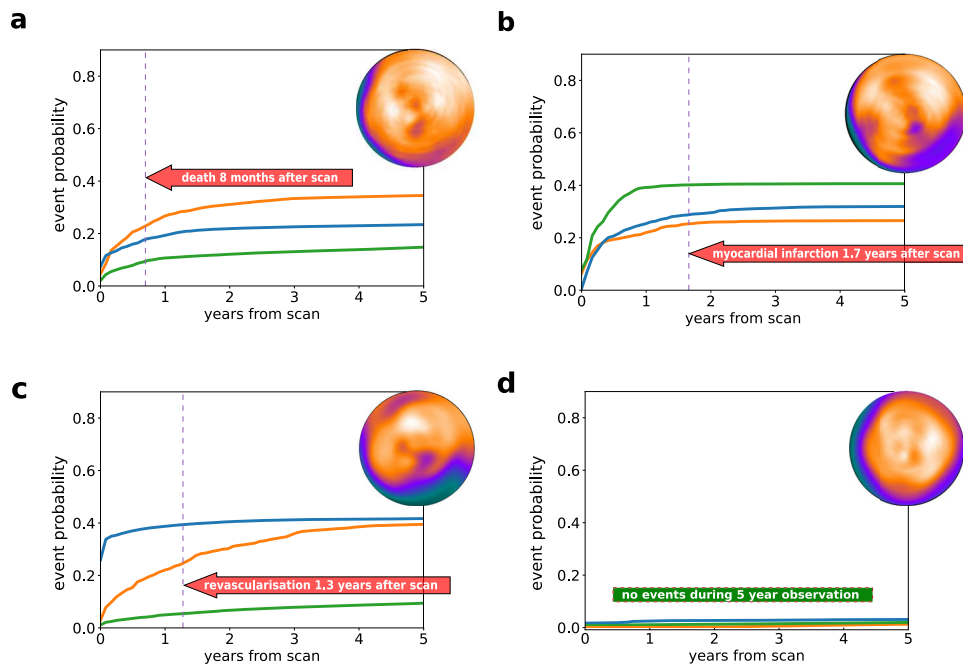 a
event probability
0.8
0.6
0.4
0.2
0.0
death 8 months after scan
0 1 2 3 4 5
years from scan
b
event probability
0.8
0.6
0.4
0.2
0.0
myocardial infarction 1.7 years after scan
0 1 2 3 4 5
years from scan
c
event probability
0.8
0.6
0.4
0.2
0.0
revascularisation 1.3 years after scan
0 1 2 3 4 5
years from scan
d
event probability
0.8
0.6
0.4
0.2
0.0
no events during 5 year observation
0 1 2 3 4 5
years from scan